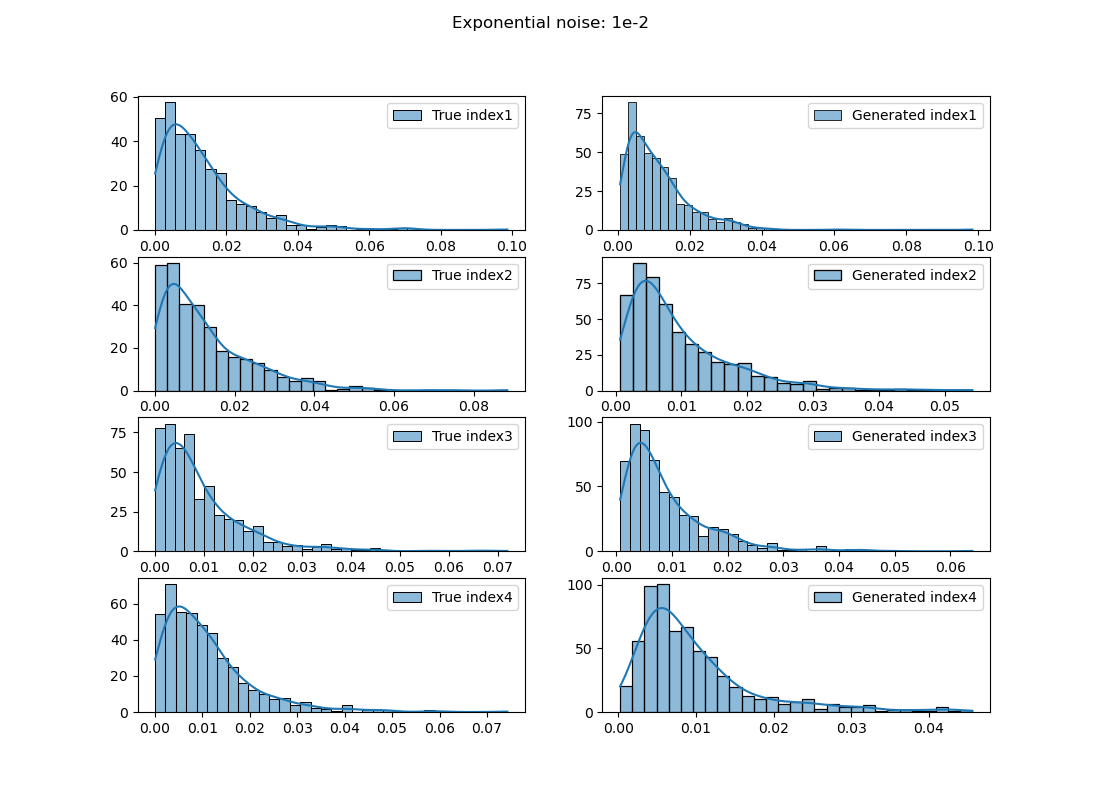 Exponential noise: 1e-2
60
40
20
0
True index1
0.00 0.02 0.04 0.06 0.08 0.10
75
50
25
0
Generated index1
0.00 0.02 0.04 0.06 0.08 0.10
60
40
20
0
True index2
0.00 0.02 0.04 0.06 0.08
75
50
25
0
Generated index2
0.00 0.01 0.02 0.03 0.04 0.05
75
50
25
0
True index3
0.00 0.01 0.02 0.03 0.04 0.05 0.06 0.07
100
50
0
Generated index3
0.00 0.01 0.02 0.03 0.04 0.05 0.06
60
40
20
0
True index4
0.00 0.01 0.02 0.03 0.04 0.05 0.06 0.07
100
50
0
Generated index4
0.00 0.01 0.02 0.03 0.04